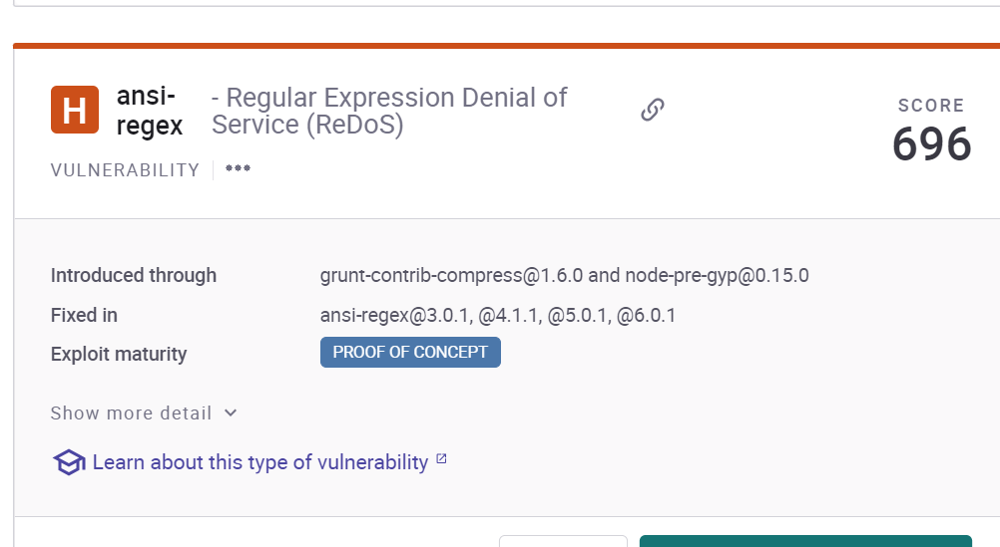 H
ansi-
regex
- Regular Expression Denial of
Service (ReDoS)
SCORE
696
VULNERABILITY
Introduced through grunt-contrib-compress@1.6.0 and node-pre-gyp@0.15.0
Fixed in ansi-regex@3.0.1, @4.1.1, @5.0.1, @6.0.1
Exploit maturity PROOF OF CONCEPT
Show more detail
Learn about this type of vulnerability